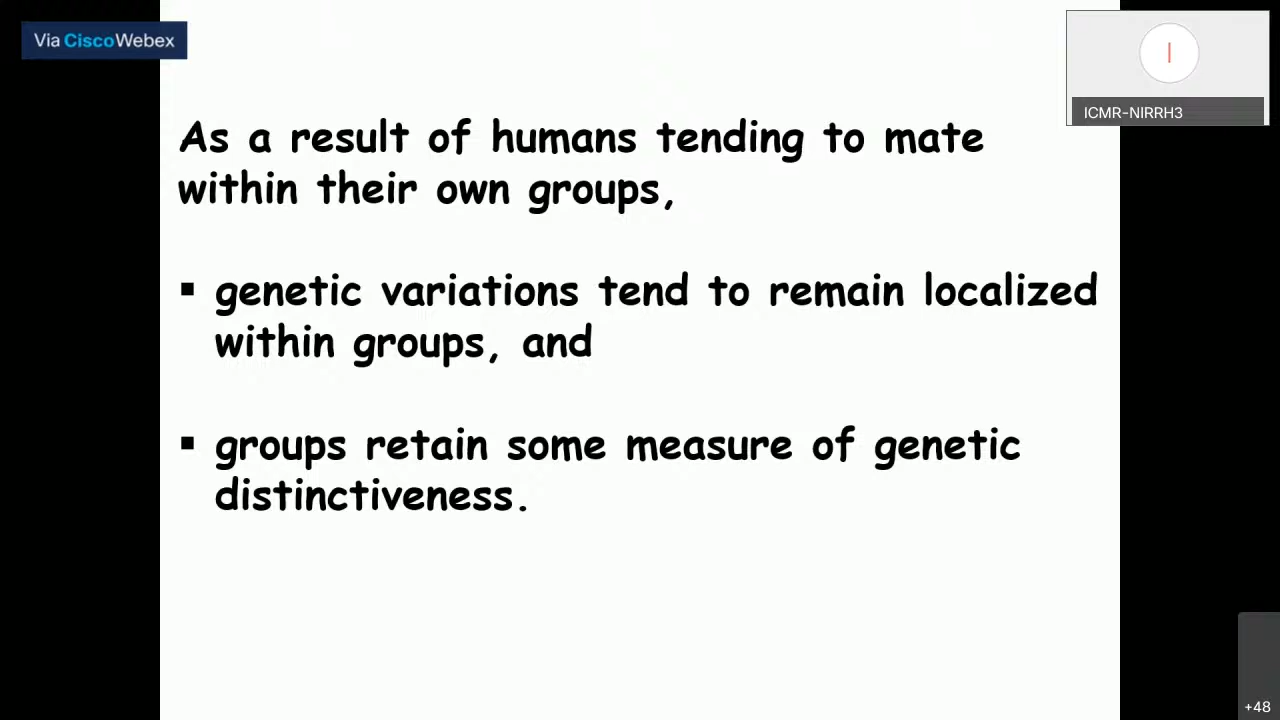 Via CiscoWebex
I
ICMR-NIRRH3
As a result of humans tending to mate
within their own groups,
▪ genetic variations tend to remain localized
within groups, and
▪ groups retain some measure of genetic
distinctiveness.
+48